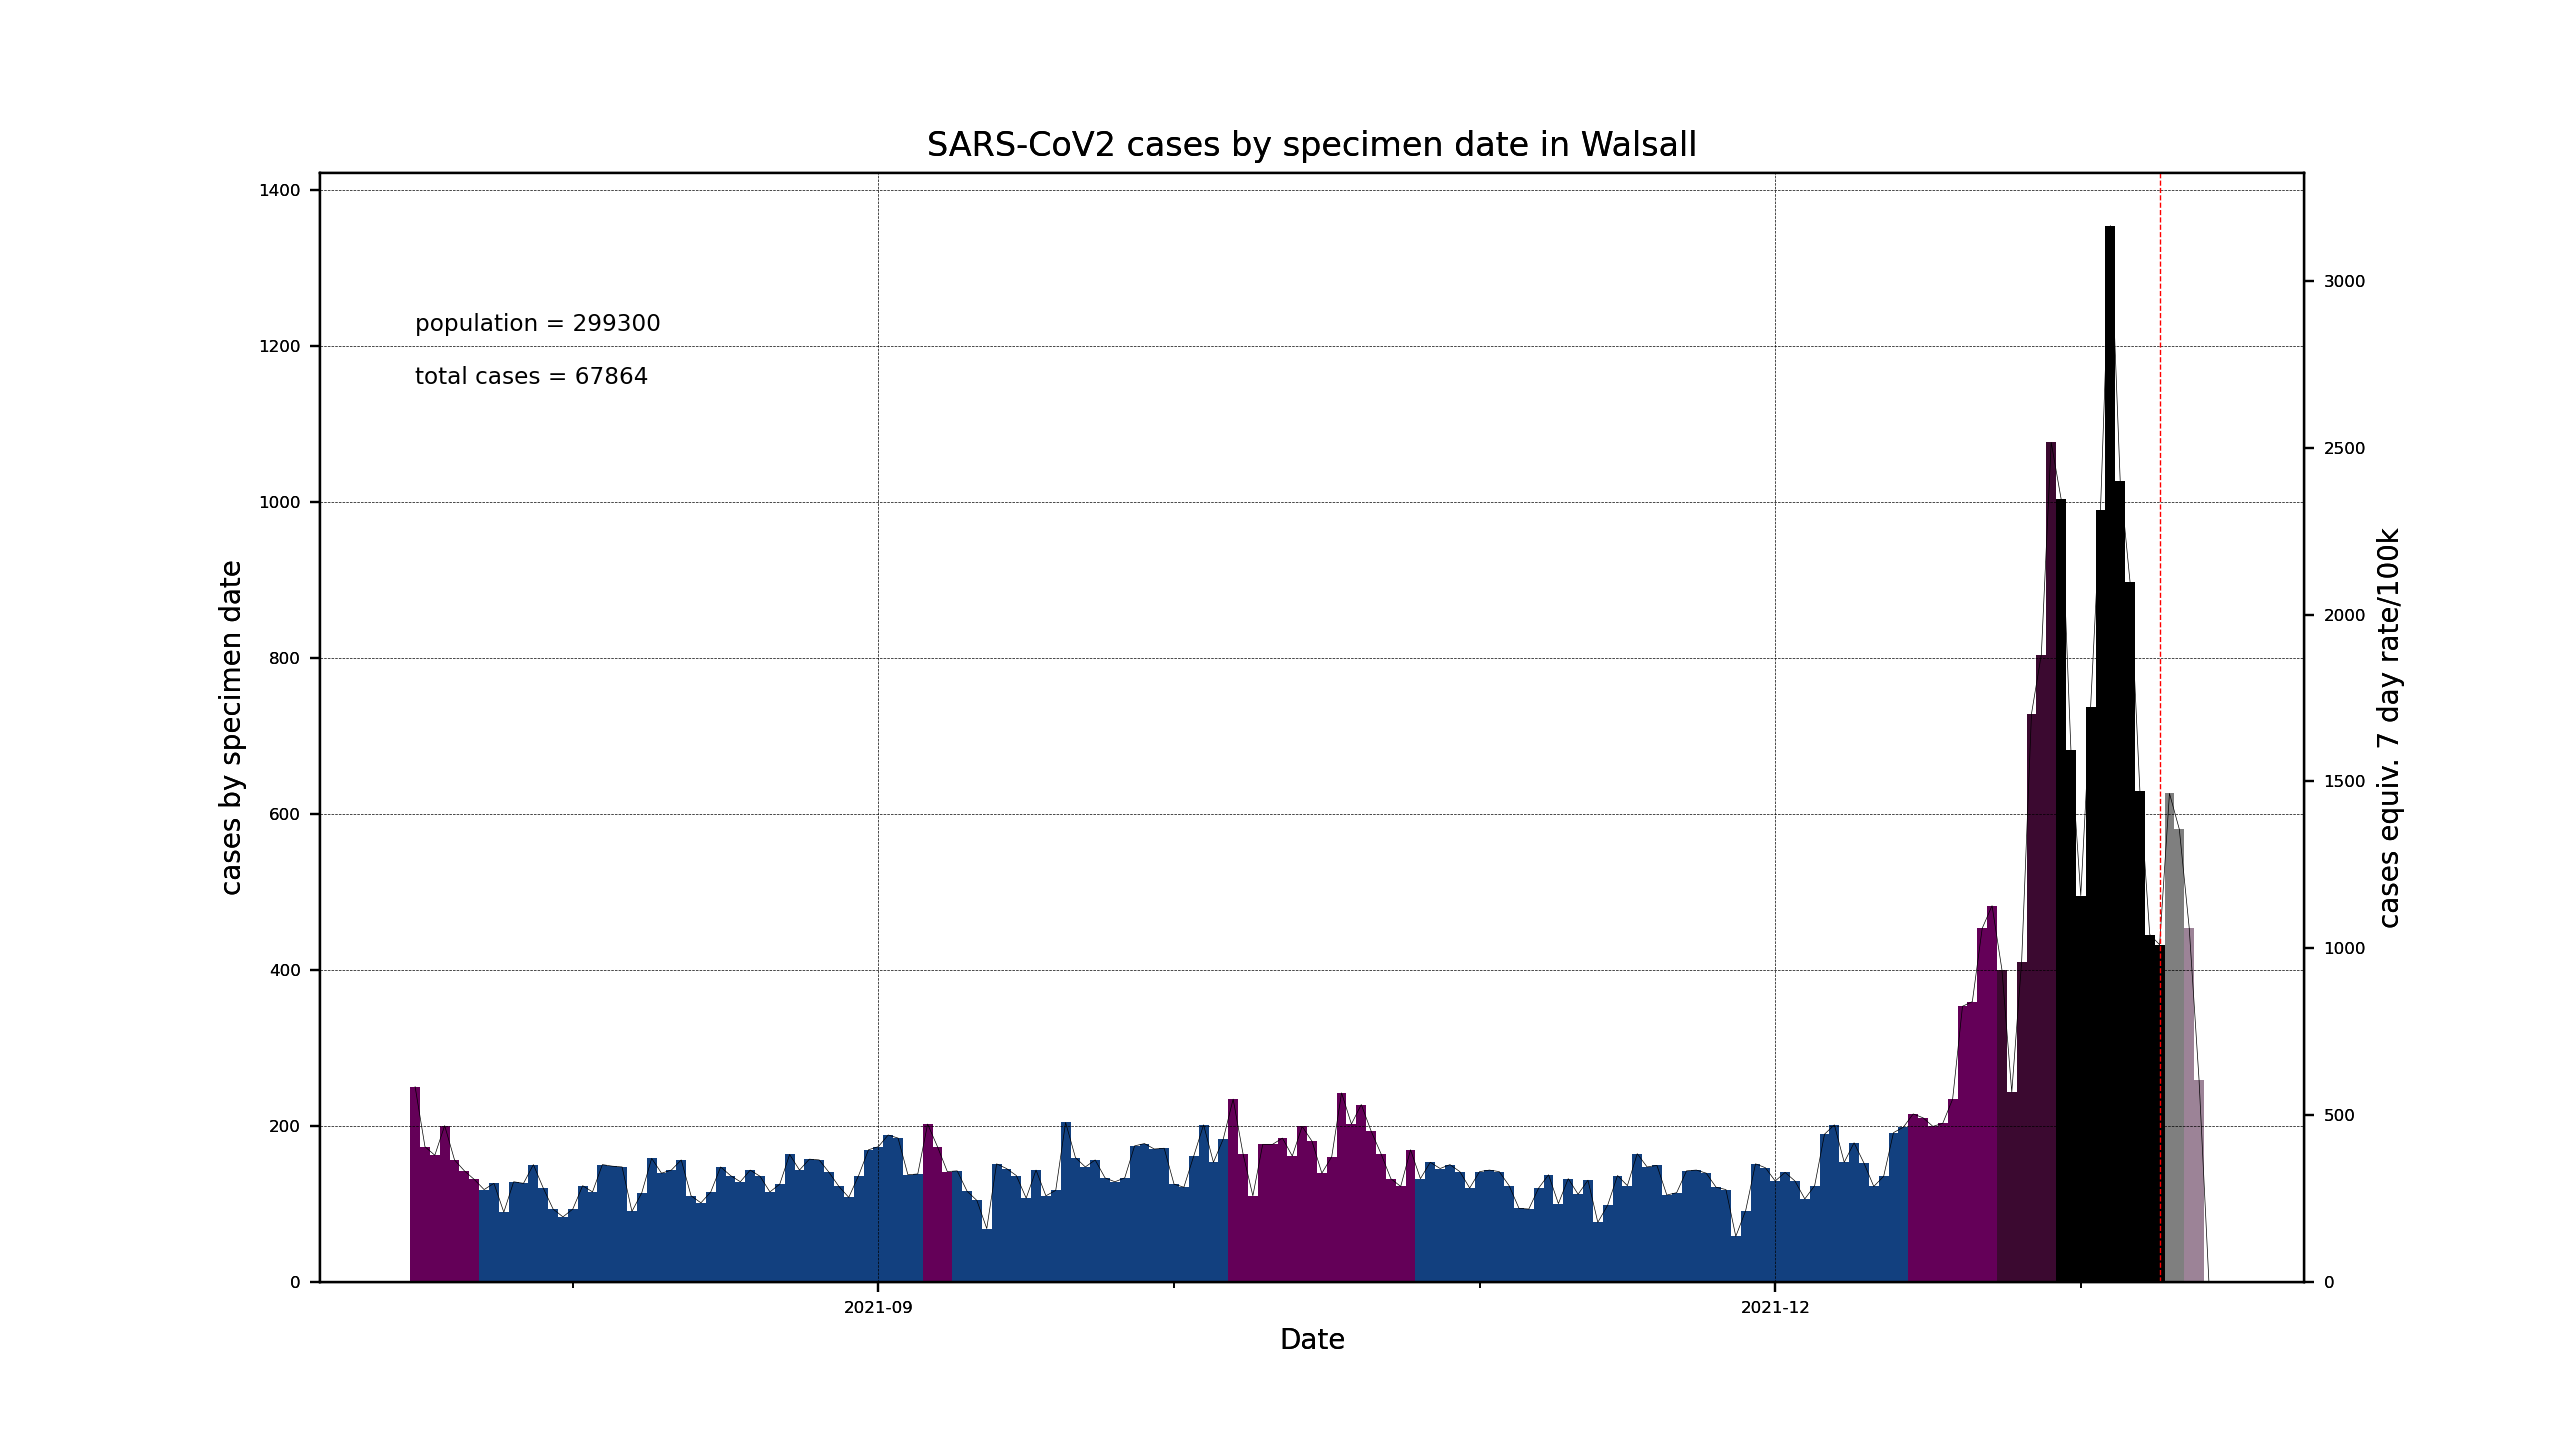 SARS-CoV2 cases by specimen date in Walsall
population = 299300
total cases = 67864
cases by specimen date
1400
1200
1000
800
600
400
200
0
3000
2500
2000
1500
1000
500
0
cases equiv. 7 day rate/100k
2021-09
2021-12
Date